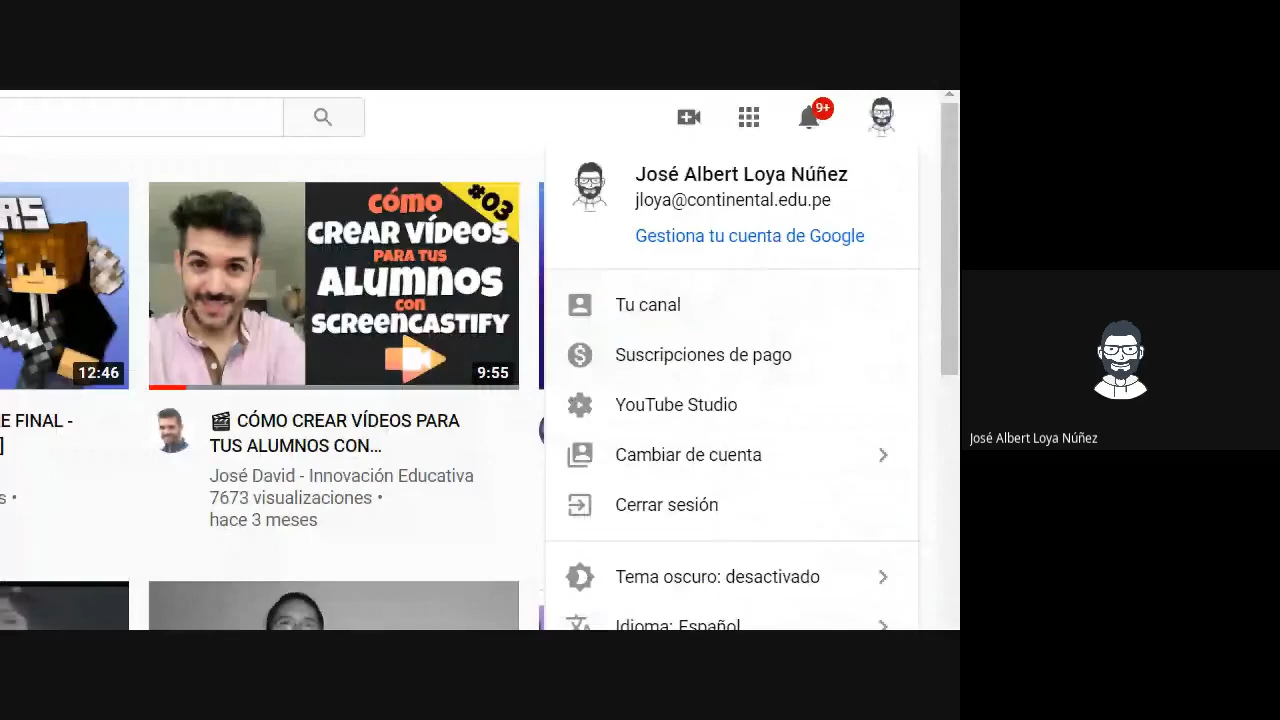 9+
José Albert Loya Núñez
jloya@continental.edu.pe
Gestiona tu cuenta de Google
Tu canal
Suscripciones de pago
YouTube Studio
Cambiar de cuenta
Cerrar sesión
Tema oscuro: desactivado
Idioma: Español
RS
12:46
E FINAL -
]
s •
#03
CÓMO
CREAR VÍDEOS
PARA TUS
ALUMNOS
CON
SCREENCASTIFY
9:55
🎬 CÓMO CREAR VÍDEOS PARA
TUS ALUMNOS CON...
José David - Innovación Educativa
7673 visualizaciones •
hace 3 meses
José Albert Loya Núñez